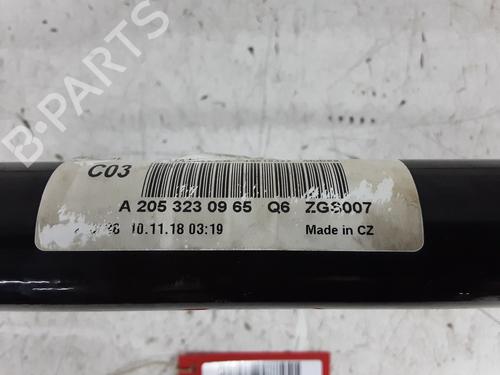 B-PARTS
C03
A 205 323 09 65 Q6 ZGS007
10.11.18 03:19 Made in CZ